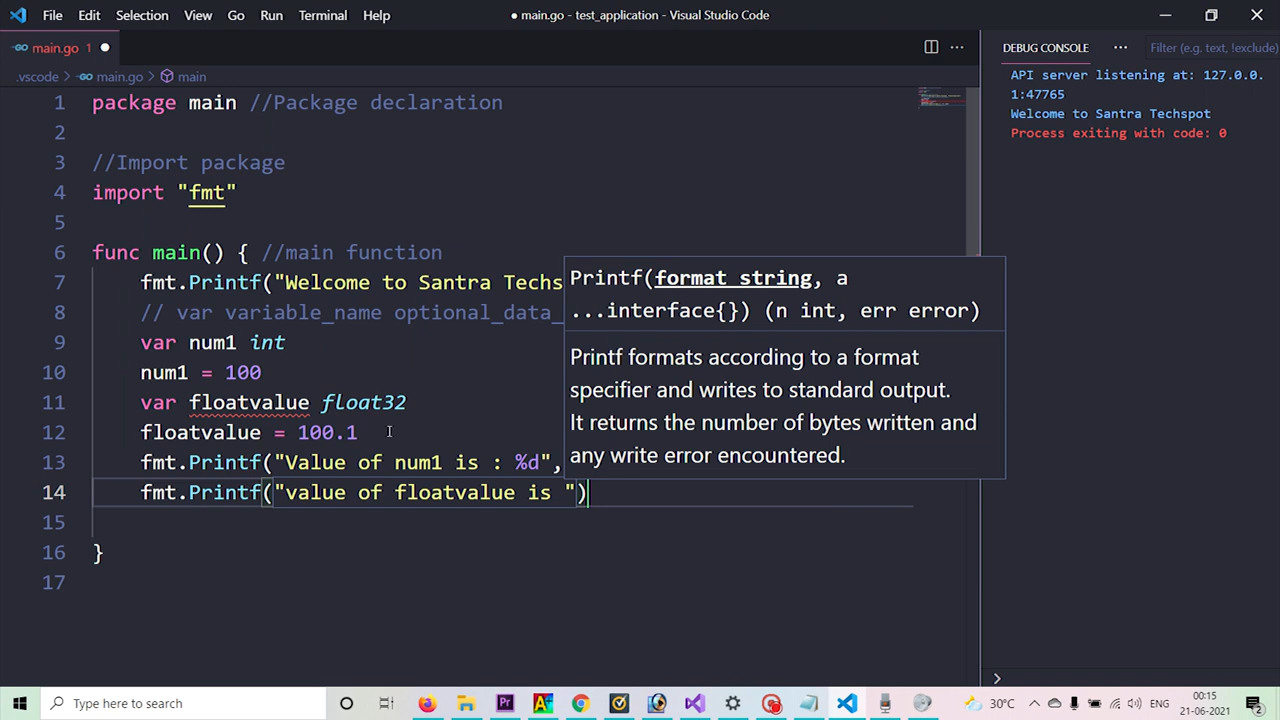 File Edit Selection View Go Run Terminal Help ● main.go - test_application - Visual Studio Code
main.go 1
DEBUG CONSOLE Filter (e.g. text, !exclude)
.vscode > main.go > main
1 package main //Package declaration
2
3 //Import package
4 import "fmt"
5
6 func main() { //main function
7 fmt.Printf("Welcome to Santra Techs
8 // var variable_name optional_data_
9 var num1 int
10 num1 = 100
11 var floatvalue float32
12 floatvalue = 100.1
13 fmt.Printf("Value of num1 is : %d",
14 fmt.Printf("value of floatvalue is ")
15
16 }
17
Printf(format string, a
...interface{}) (n int, err error)
Printf formats according to a format
specifier and writes to standard output.
It returns the number of bytes written and
any write error encountered.
API server listening at: 127.0.0.
1:47765
Welcome to Santra Techspot
Process exiting with code: 0
Type here to search
30°C
ENG
00:15
21-06-2021
2